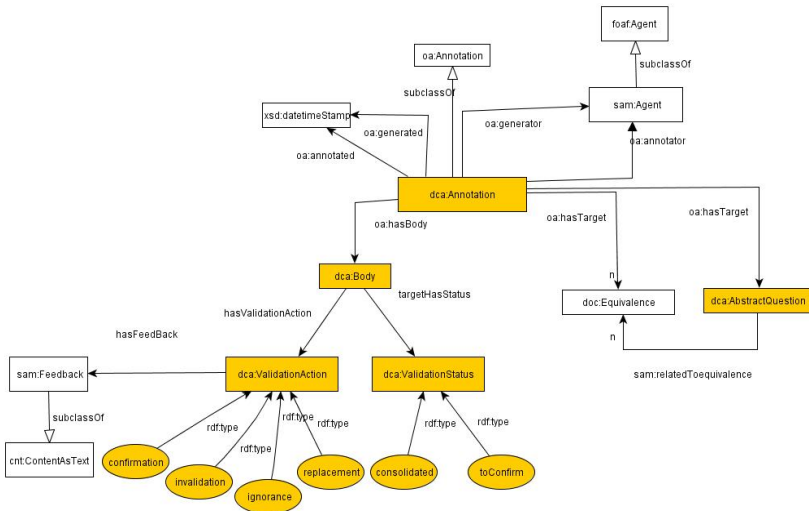 foaf:Agent
oa:Annotation
subclassOf
subclassOf
xsd:datetimeStamp
sam:Agent
oa:generated
oa:generator
oa:annotated
oa:annotator
dca:Annotation
oa:hasBody
oa:hasTarget
oa:hasTarget
dca:Body
n
targetHasStatus
doc:Equivalence
dca:AbstractQuestion
hasValidationAction
hasFeedBack
n
sam:Feedback
dca:ValidationAction
dca:ValidationStatus
sam:relatedToequivalence
subclassOf
rdf:type
rdf:type
rdf:type
rdf:type
rdf:type
rdf:type
cnt:ContentAsText
confirmation
invalidation
ignorance
replacement
consolidated
toConfirm